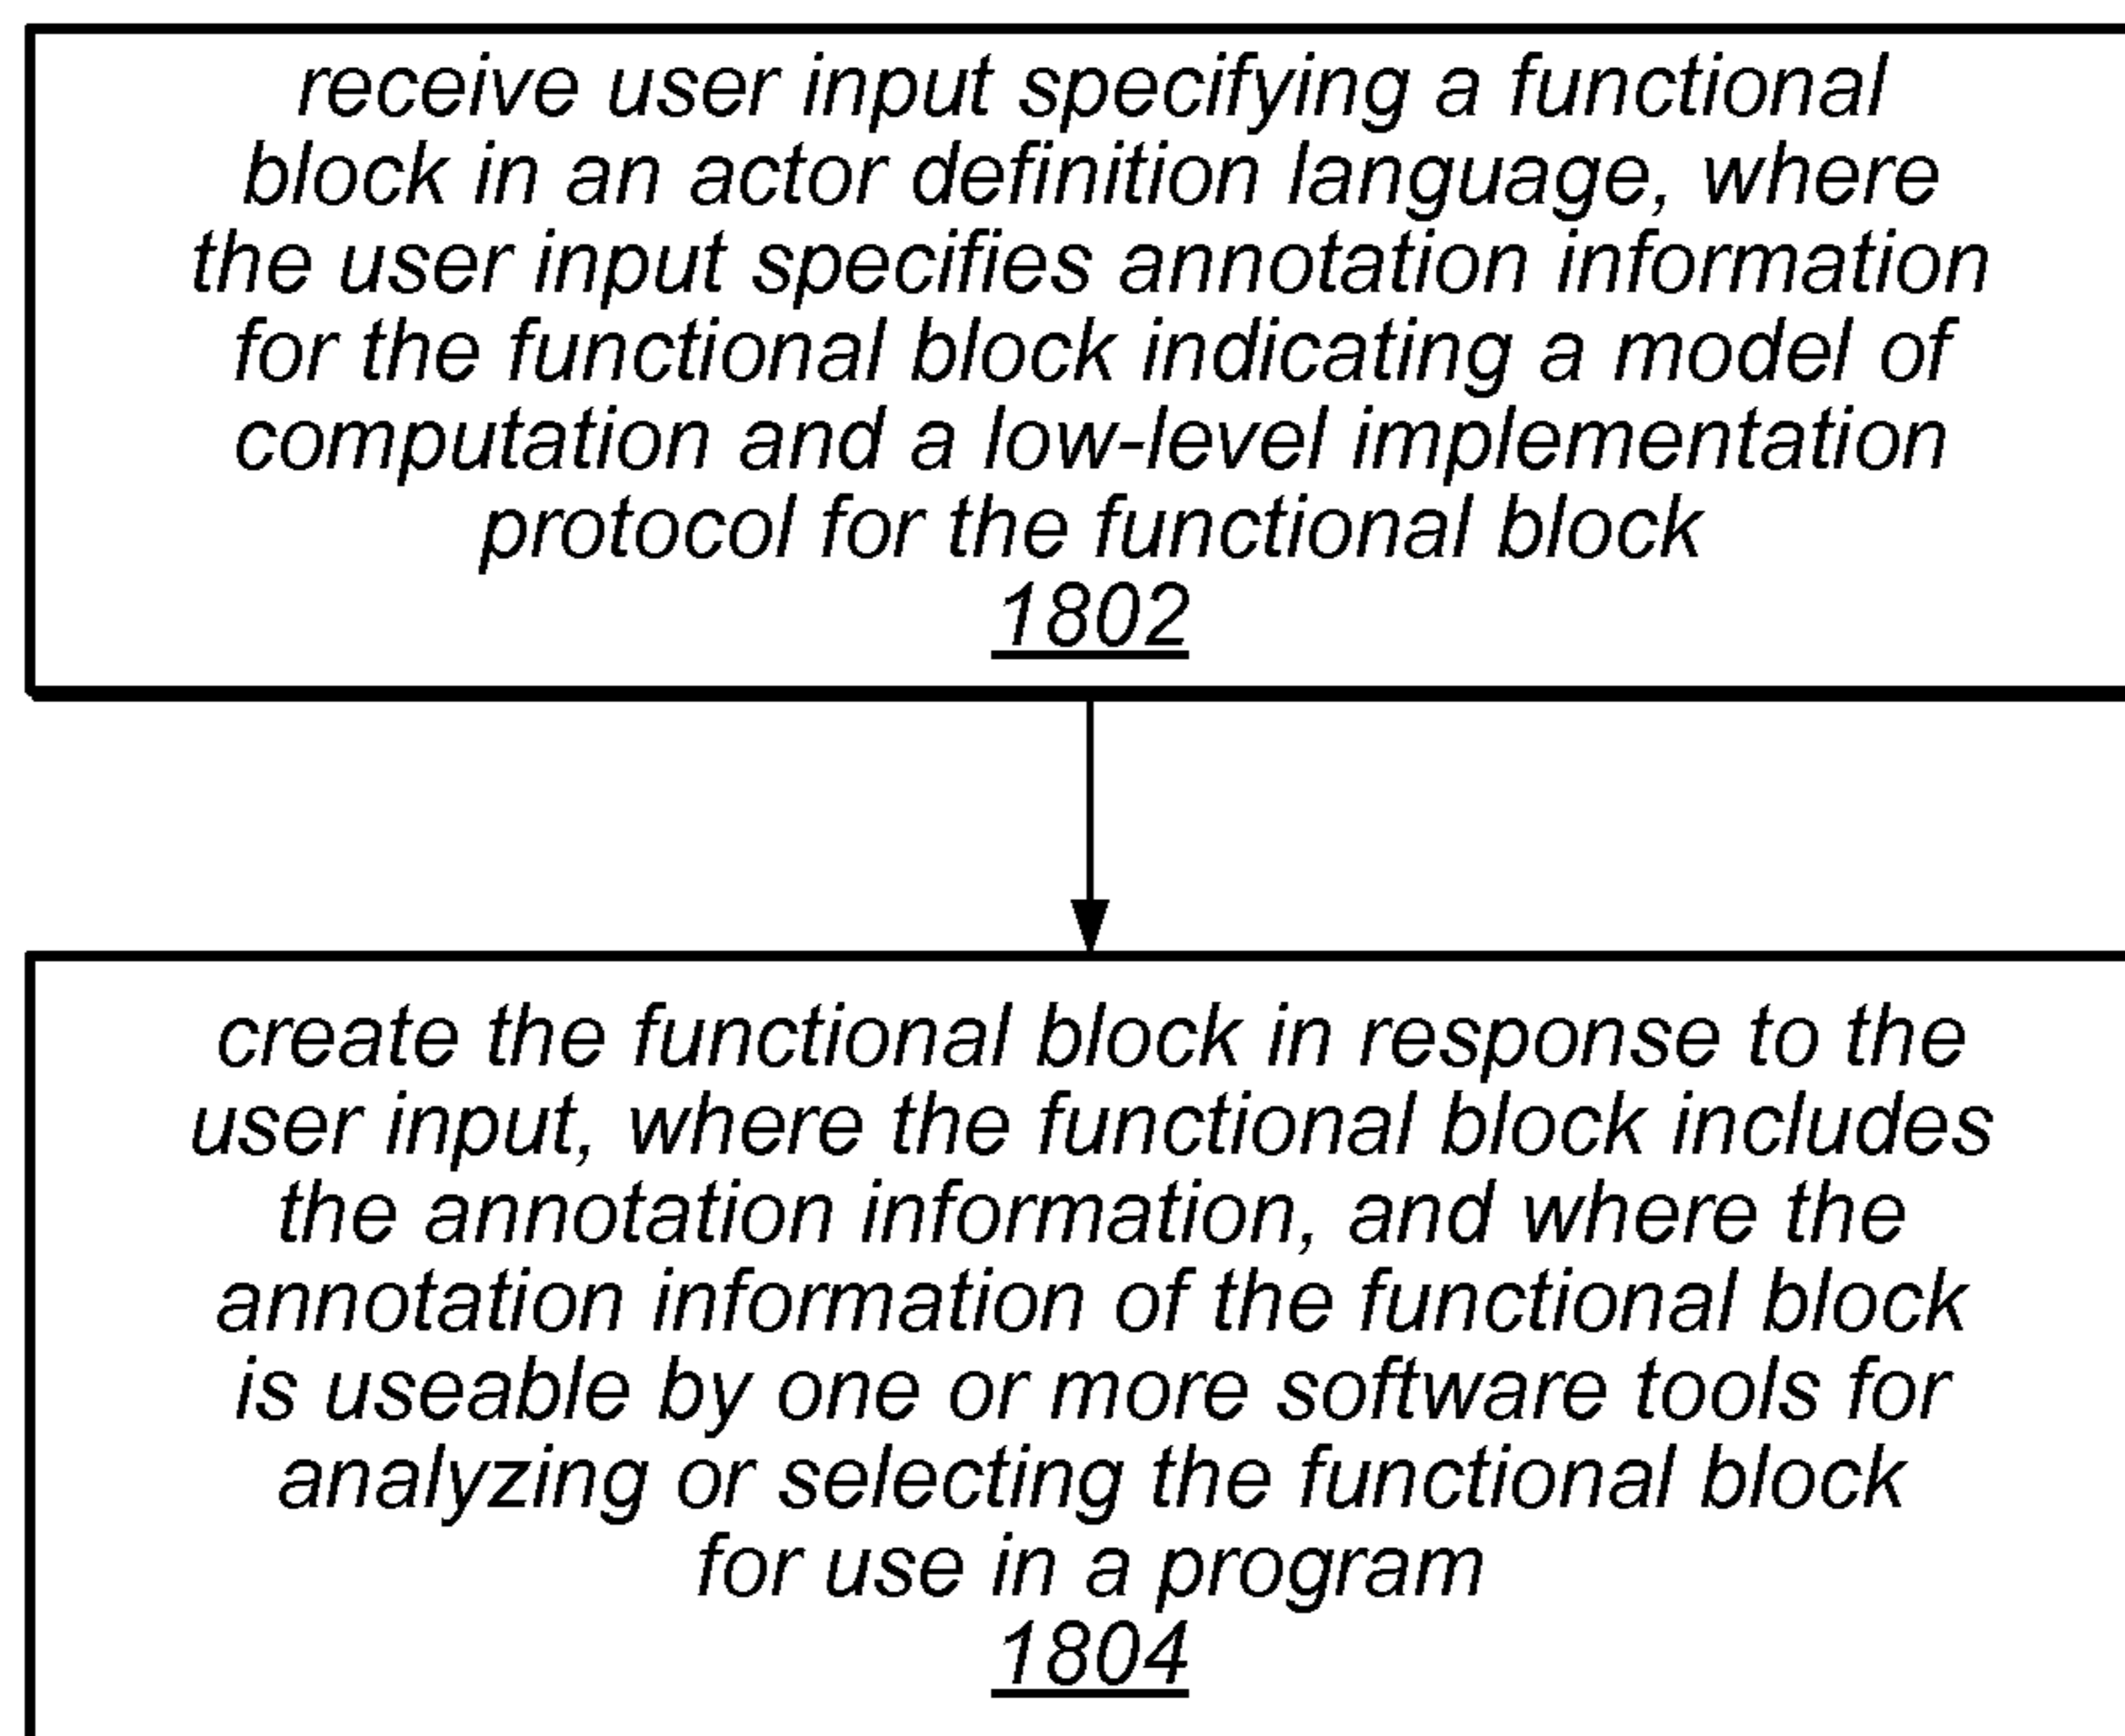 receive user input specifying a functional
block in an actor definition language, where
the user input specifies annotation information
for the functional block indicating a model of
computation and a low-level implementation
protocol for the functional block
1802
create the functional block in response to the
user input, where the functional block includes
the annotation information, and where the
annotation information of the functional block
is useable by one or more software tools for
analyzing or selecting the functional block
for use in a program
1804